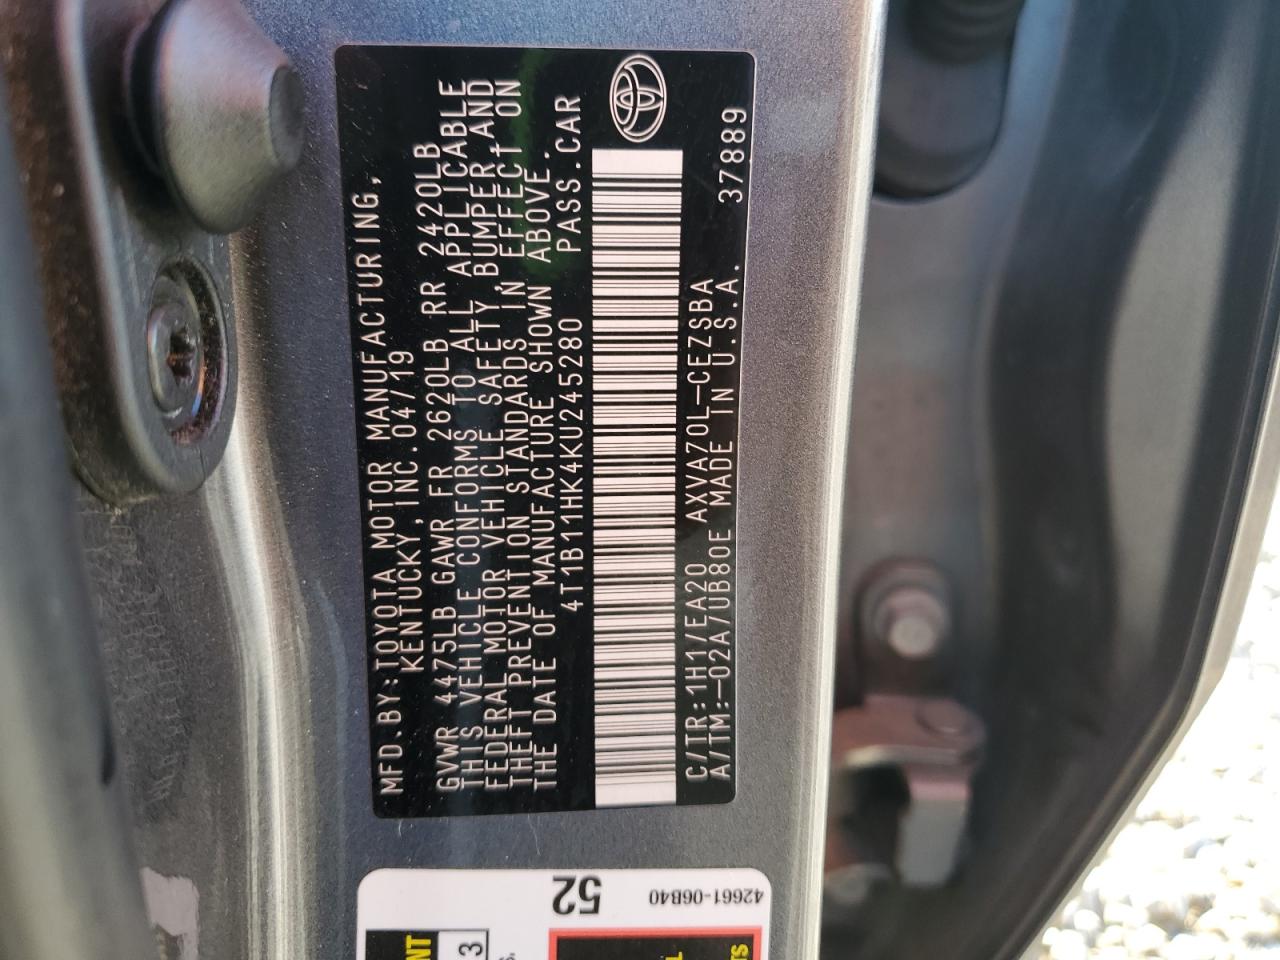 MFD.BY:TOYOTA MOTOR MANUFACTURING,
KENTUCKY,INC.04/19
GVWR 4475LB GAWR FR 2620LB RR 2420LB
THIS VEHICLE CONFORMS TO ALL APPLICABLE
FEDERAL MOTOR VEHICLE SAFETY,BUMPER,AND
THEFT PREVENTION STANDARDS IN EFFECT ON
THE DATE OF MANUFACTURE SHOWN ABOVE.
4T1B11HK4KU245280 PASS.CAR
C/TR:1H1/EA20 AXVA70L-CEZSBA
A/TM:-02A/UB80E MADE IN U.S.A. 37889
52
42661-06B40
3